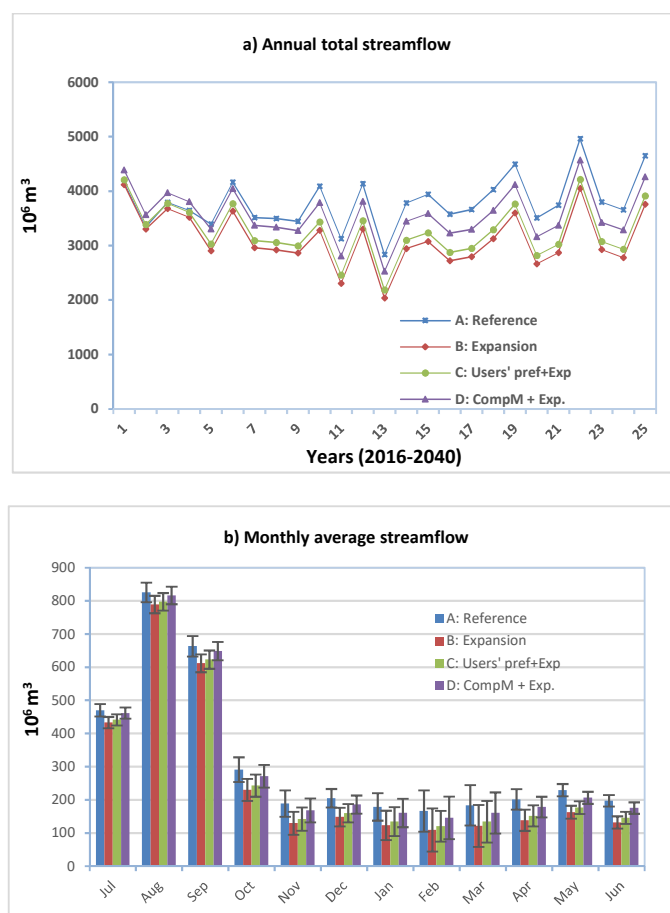 a) Annual total streamflow
6000
5000
4000
3000
2000
1000
0
10⁶ m³
A: Reference
B: Expansion
C: Users' pref+Exp
D: CompM + Exp.
1 3 5 7 9 11 13 15 17 19 21 23 25
Years (2016-2040)
b) Monthly average streamflow
900
800
700
600
500
400
300
200
100
0
10⁶ m³
A: Reference
B: Expansion
C: Users' pref+Exp
D: CompM + Exp.
Jul Aug Sep Oct Nov Dec Jan Feb Mar Apr May Jun